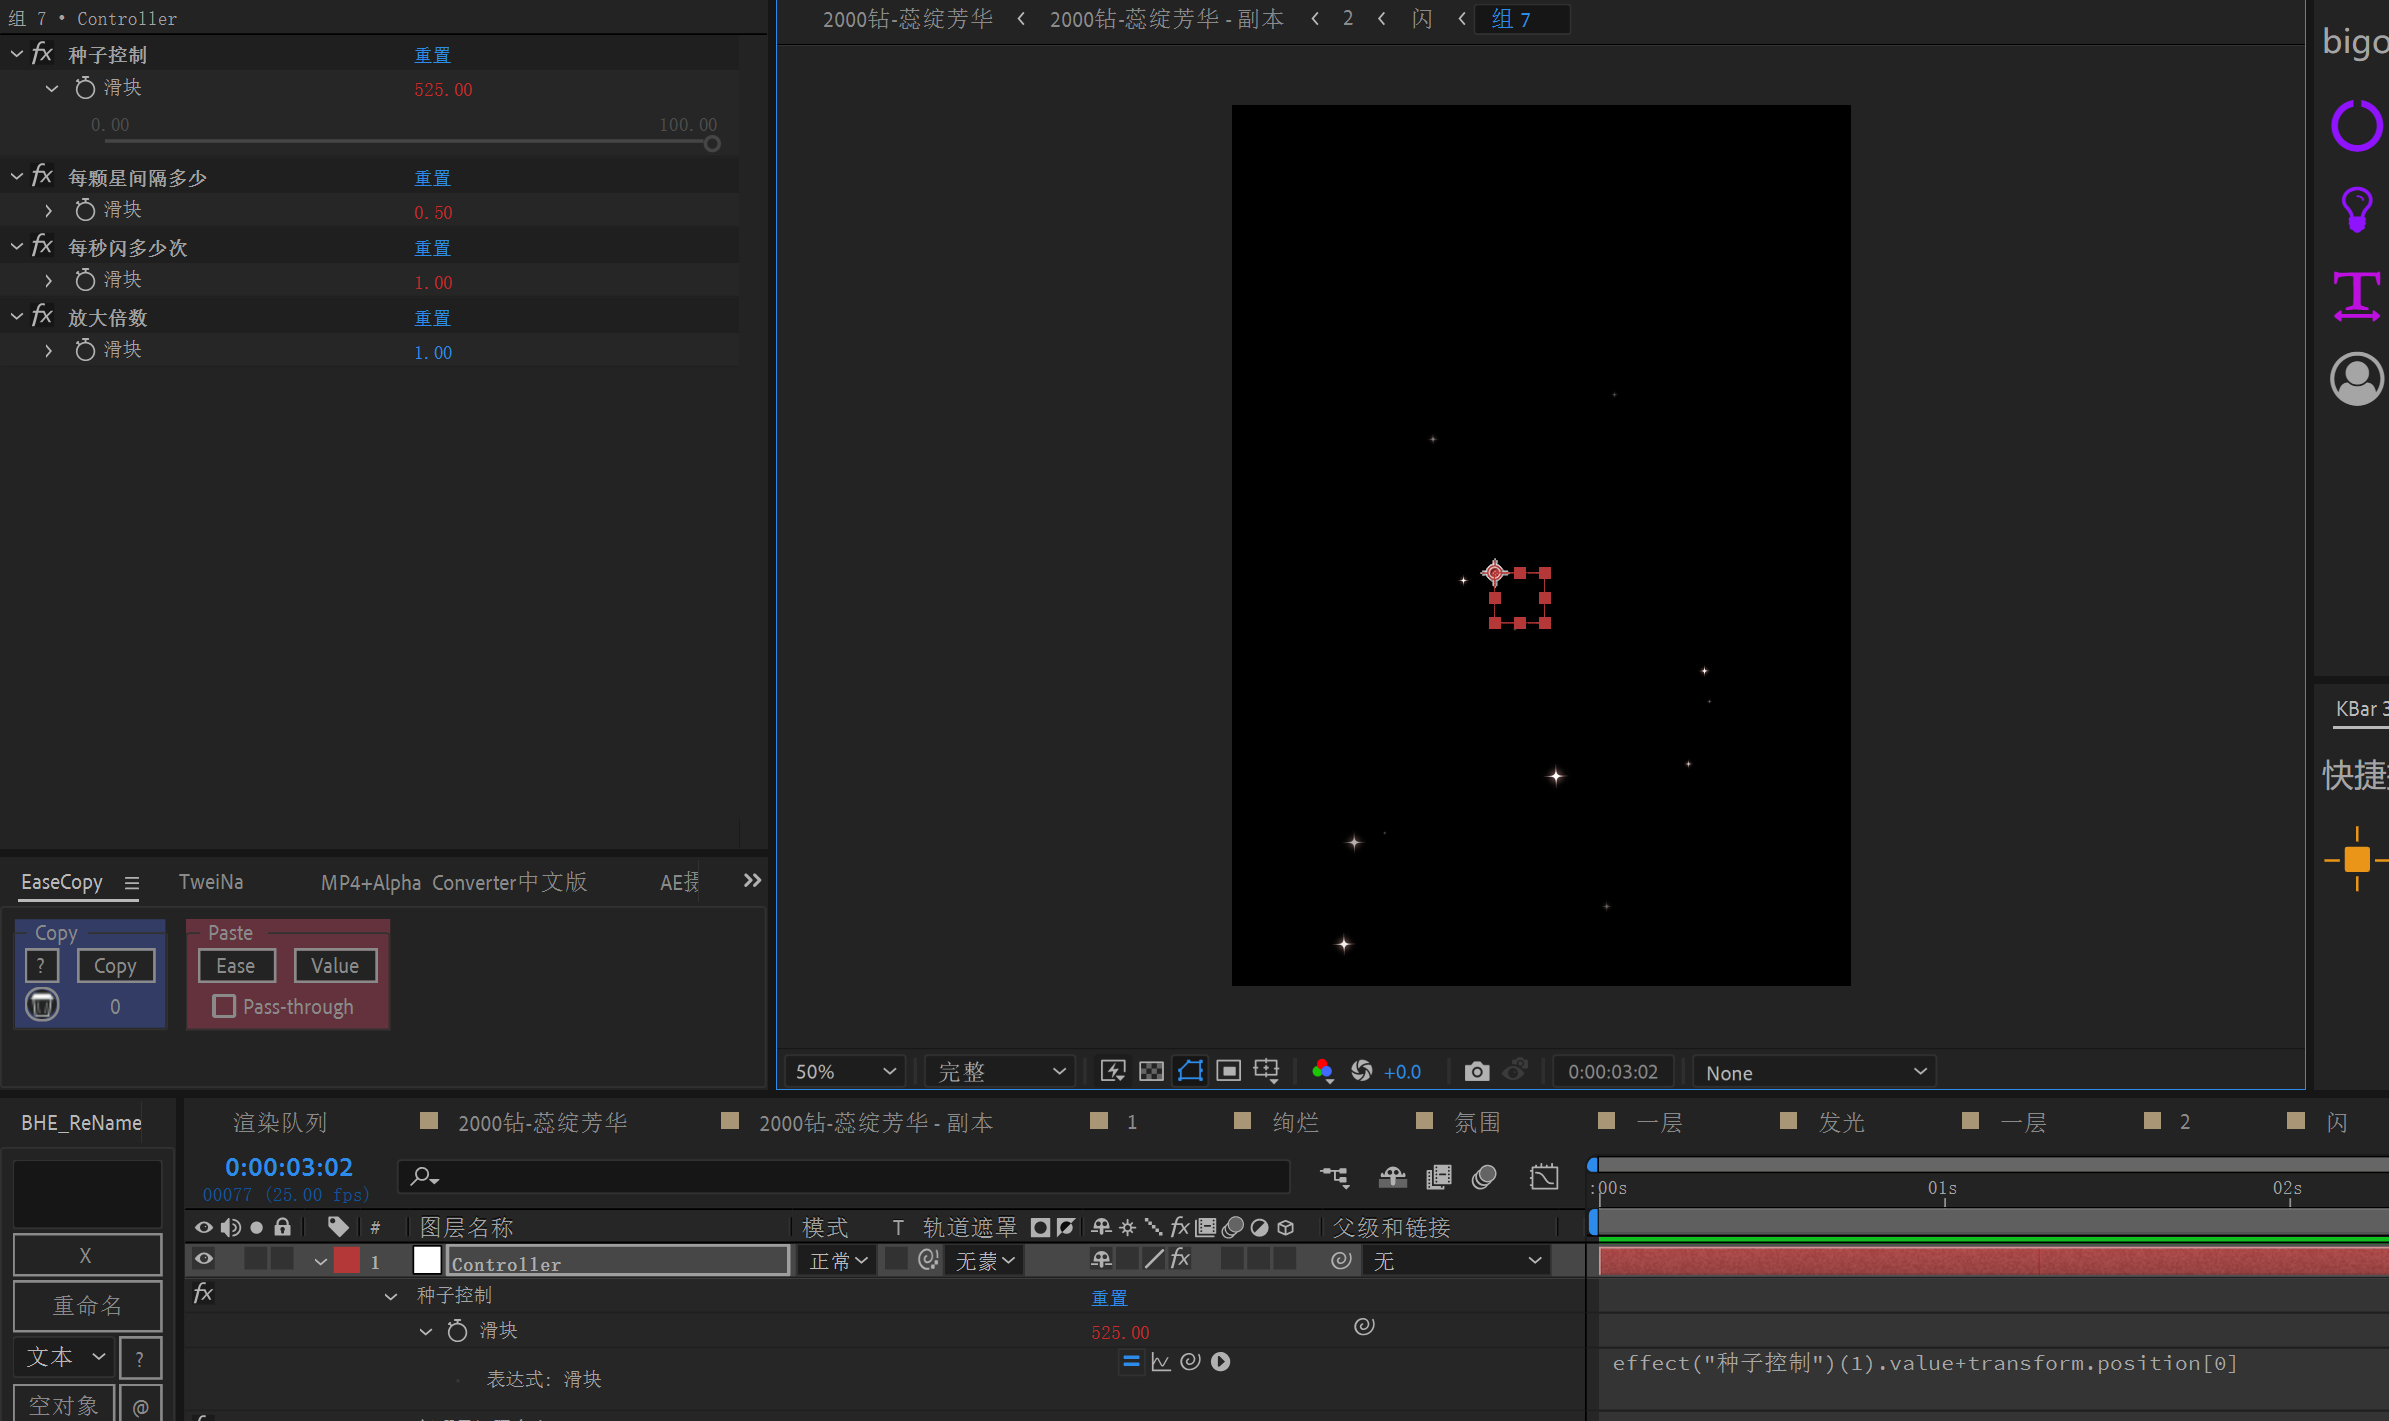 组 7 • Controller
fx 种子控制 重置
滑块 525.00
0.00 100.00
fx 每颗星间隔多少 重置
滑块 0.50
fx 每秒闪多少次 重置
滑块 1.00
fx 放大倍数 重置
滑块 1.00
2000钻-蕊绽芳华 ‹ 2000钻-蕊绽芳华 - 副本 ‹ 2 ‹ 闪 ‹ 组 7
bigo
KBar 3
快捷
EaseCopy TweiNa MP4+Alpha Converter中文版
Copy
? Copy
0
Paste
Ease Value
Pass-through
50% 完整 +0.0 0:00:03:02 None
BHE_ReName
X
重命名
文本 ?
空对象 @
渲染队列 2000钻-蕊绽芳华 2000钻-蕊绽芳华 - 副本 1 绚烂 氛围 一层 发光 一层 2 闪
0:00:03:02
00077 (25.00 fps)
:00s 01s 02s
# 图层名称 模式 T 轨道遮罩 fx 父级和链接
1 Controller 正常 无蒙 fx 无
fx 种子控制 重置
滑块 525.00
表达式: 滑块 effect("种子控制")(1).value+transform.position[0]